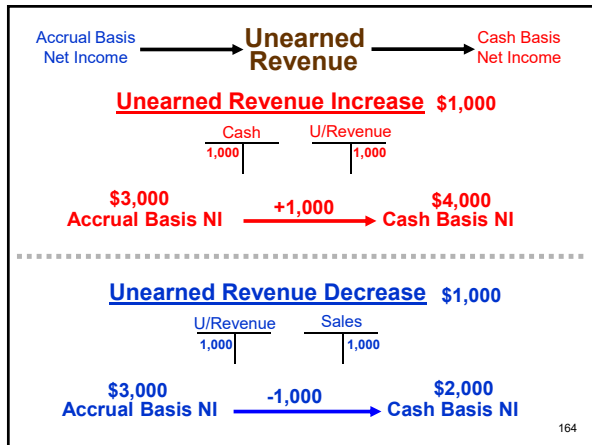 Accrual Basis
Net Income
Unearned
Revenue
Cash Basis
Net Income
Unearned Revenue Increase $1,000
Cash U/Revenue
1,000 1,000
$3,000 +1,000 $4,000
Accrual Basis NI Cash Basis NI
Unearned Revenue Decrease $1,000
U/Revenue Sales
1,000 1,000
$3,000 -1,000 $2,000
Accrual Basis NI Cash Basis NI
164